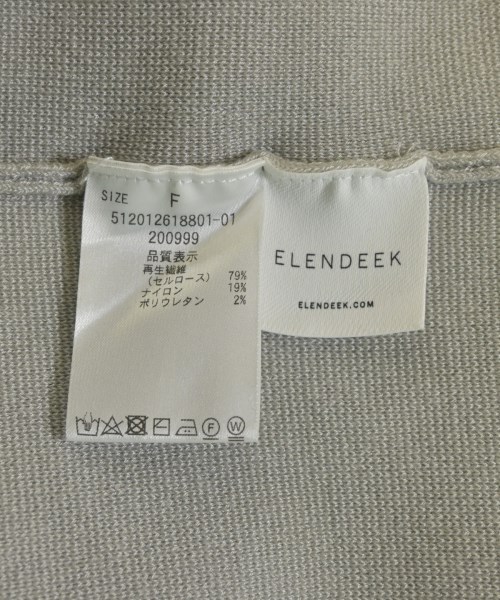 SIZE F
512012618801-01
200999
品質表示
再生繊維
(セルロース) 79%
ナイロン 19%
ポリウレタン 2%
F W
ELENDEEK
ELENDEEK.COM